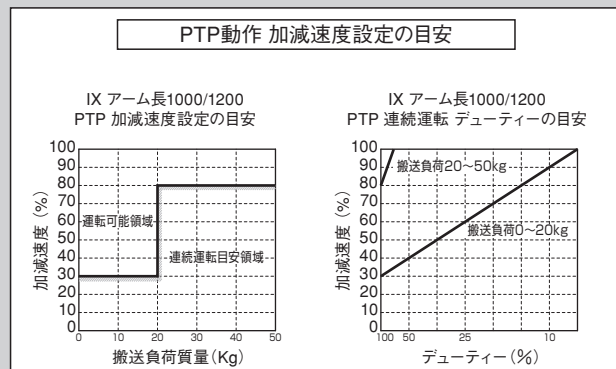 PTP動作 加減速度設定の目安
IX アーム長1000/1200
PTP 加減速度設定の目安
加減速度 (%)
100
90
80
70
60
50
40
30
20
10
0
運転可能領域
連続運転目安領域
0 10 20 30 40 50
搬送負荷質量(Kg)
IX アーム長1000/1200
PTP 連続運転 デューティーの目安
加減速度 (%)
100
90
80
70
60
50
40
30
20
10
0
搬送負荷20〜50kg
搬送負荷0〜20kg
100 50 25 10
デューティー(%)